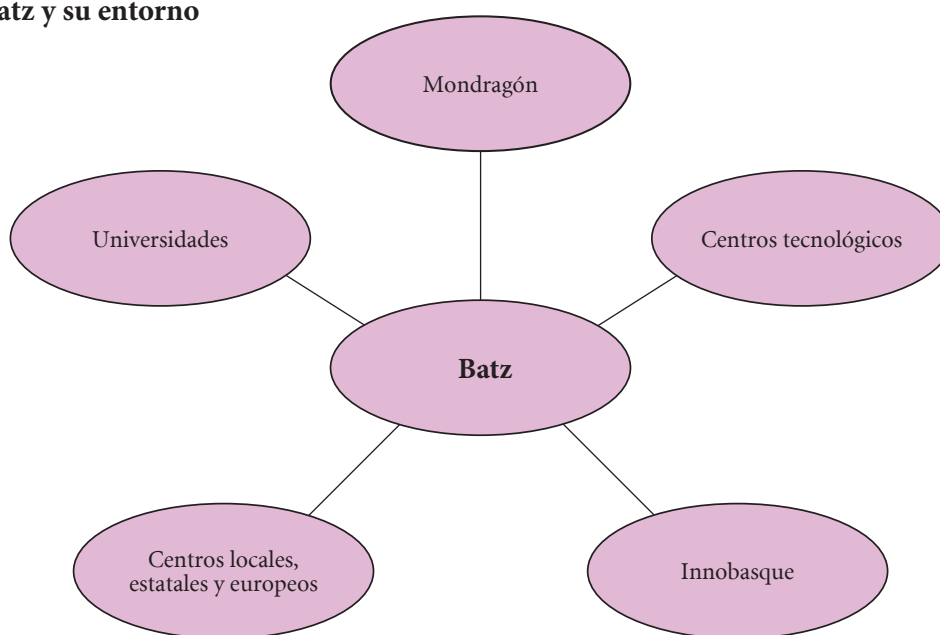 atz y su entorno
Mondragón
Universidades
Centros tecnológicos
Batz
Centros locales,
estatales y europeos
Innobasque